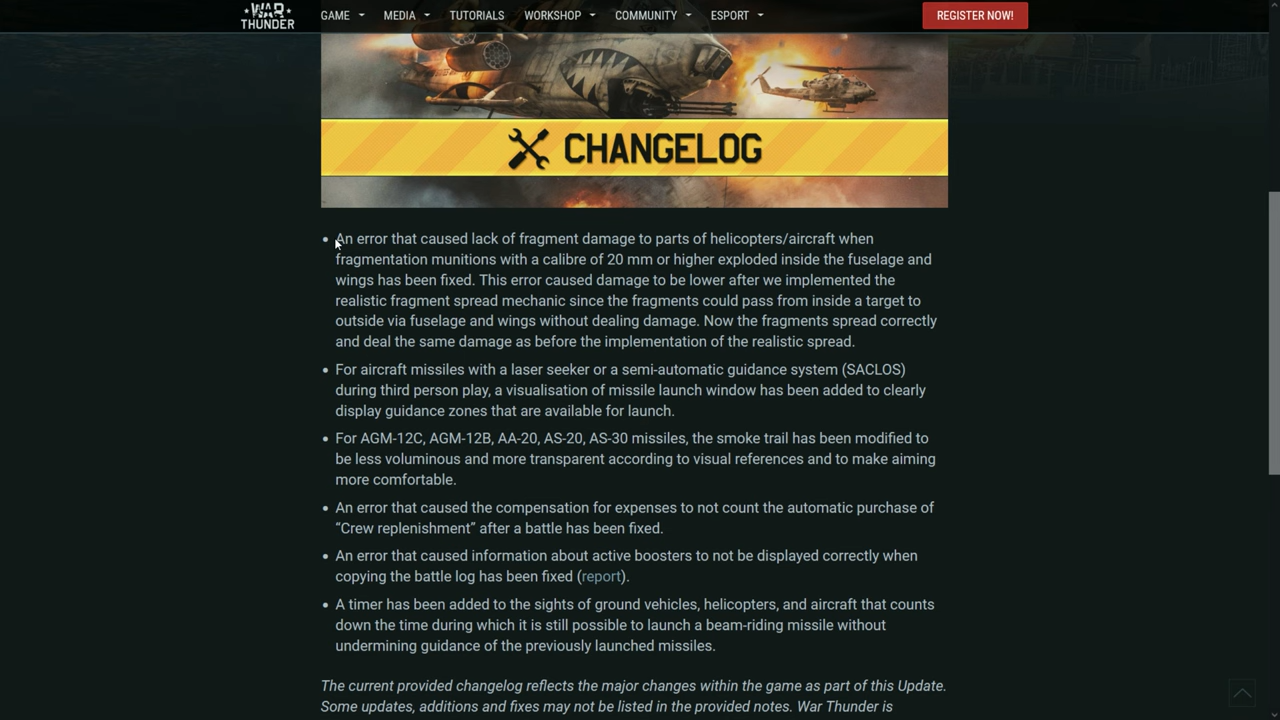 WAR THUNDER
GAME MEDIA TUTORIALS WORKSHOP COMMUNITY ESPORT REGISTER NOW!
CHANGELOG
• An error that caused lack of fragment damage to parts of helicopters/aircraft when
fragmentation munitions with a calibre of 20 mm or higher exploded inside the fuselage and
wings has been fixed. This error caused damage to be lower after we implemented the
realistic fragment spread mechanic since the fragments could pass from inside a target to
outside via fuselage and wings without dealing damage. Now the fragments spread correctly
and deal the same damage as before the implementation of the realistic spread.
• For aircraft missiles with a laser seeker or a semi-automatic guidance system (SACLOS)
during third person play, a visualisation of missile launch window has been added to clearly
display guidance zones that are available for launch.
• For AGM-12C, AGM-12B, AA-20, AS-20, AS-30 missiles, the smoke trail has been modified to
be less voluminous and more transparent according to visual references and to make aiming
more comfortable.
• An error that caused the compensation for expenses to not count the automatic purchase of
“Crew replenishment” after a battle has been fixed.
• An error that caused information about active boosters to not be displayed correctly when
copying the battle log has been fixed (report).
• A timer has been added to the sights of ground vehicles, helicopters, and aircraft that counts
down the time during which it is still possible to launch a beam-riding missile without
undermining guidance of the previously launched missiles.
The current provided changelog reflects the major changes within the game as part of this Update.
Some updates, additions and fixes may not be listed in the provided notes. War Thunder is